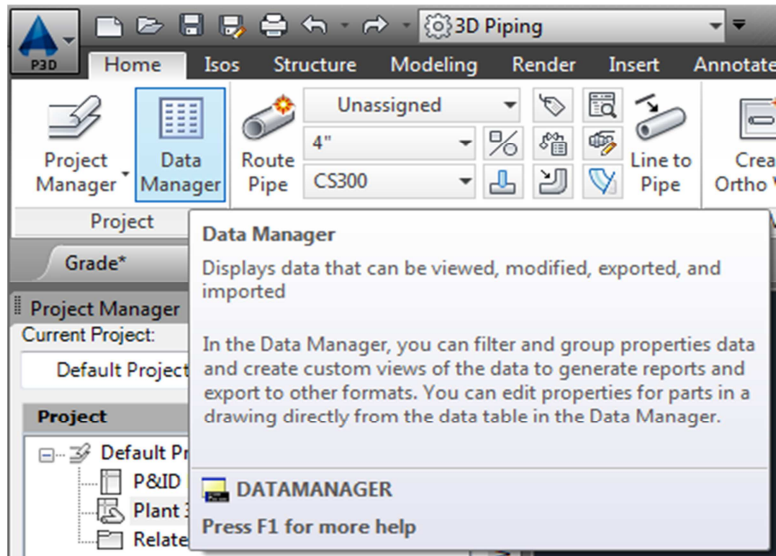 3D Piping
P3D
Home Isos Structure Modeling Render Insert Annotate
Unassigned
4"
CS300
Project Manager
Data Manager
Route Pipe
Line to Pipe
Ortho
Project
Grade*
Data Manager
Displays data that can be viewed, modified, exported, and
imported
In the Data Manager, you can filter and group properties data
and create custom views of the data to generate reports and
export to other formats. You can edit properties for parts in a
drawing directly from the data table in the Data Manager.
DATAMANAGER
Press F1 for more help
Project Manager
Current Project:
Default Project
Project
Default
P&ID
Plant